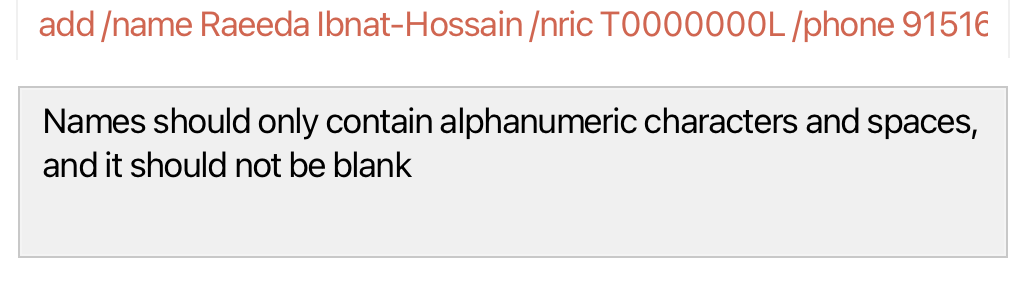 add /name Raeeda Ibnat-Hossain /nric T0000000L /phone 91516
Names should only contain alphanumeric characters and spaces,
and it should not be blank